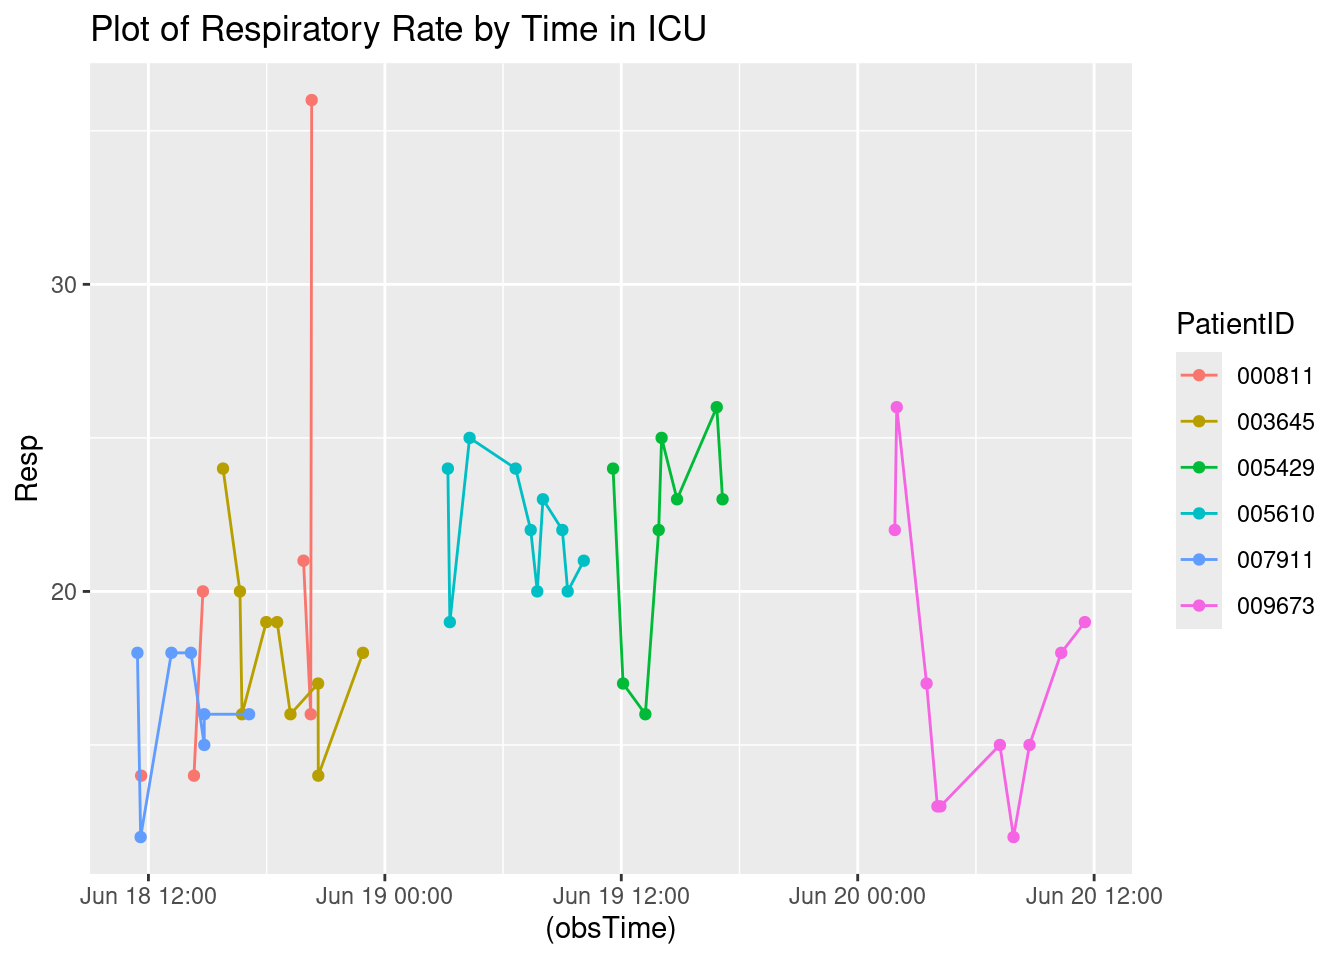 Plot of Respiratory Rate by Time in ICU
Resp
30
20
Jun 18 12:00
Jun 19 00:00
Jun 19 12:00
Jun 20 00:00
Jun 20 12:00
(obsTime)
PatientID
000811
003645
005429
005610
007911
009673